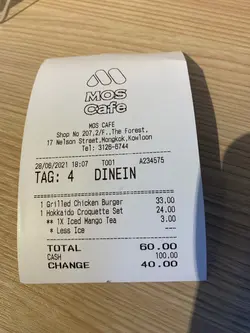 MOS
Cafe
MOS CAFE
Shop No 207,2/F.,The Forest,
17 Nelson Street,Mongkok,Kowloon
Tel: 3126-6744
28/06/2021 18:07 T001 A234575
TAG: 4 DINEIN
1 Grilled Chicken Burger 33.00
1 Hokkaido Croquette Set 24.00
** 1X Iced Mango Tea 3.00
* Less Ice ---
TOTAL 60.00
CASH 100.00
CHANGE 40.00